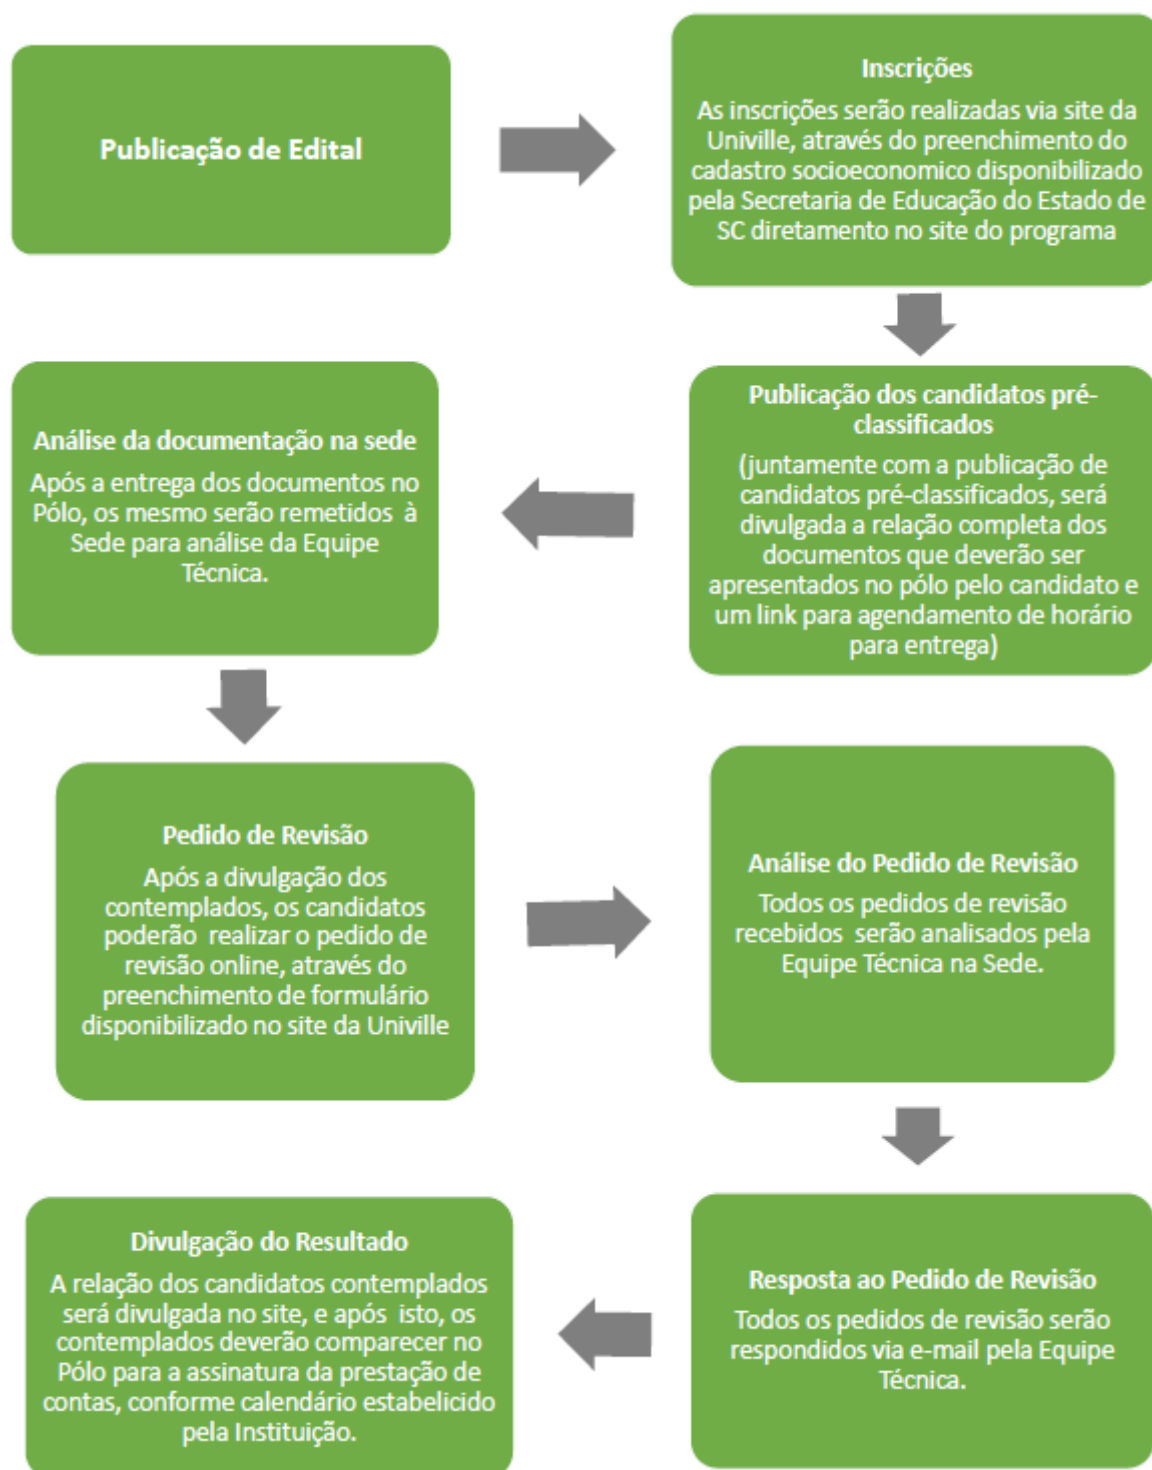 Publicação de Edital
Inscrições
As inscrições serão realizadas via site da
Univille, através do preenchimento do
cadastro socioeconomico disponibilizado
pela Secretaria de Educação do Estado de
SC diretamento no site do programa
Publicação dos candidatos pré-
classificados
(juntamente com a publicação de
candidatos pré-classificados, será
divulgada a relação completa dos
documentos que deverão ser
apresentados no pólo pelo candidato e
um link para agendamento de horário
para entrega)
Análise da documentação na sede
Após a entrega dos documentos no
Pólo, os mesmo serão remetidos à
Sede para análise da Equipe
Técnica.
Pedido de Revisão
Após a divulgação dos
contemplados, os candidatos
poderão realizar o pedido de
revisão online, através do
preenchimento de formulário
disponibilizado no site da Univille
Análise do Pedido de Revisão
Todos os pedidos de revisão
recebidos serão analisados pela
Equipe Técnica na Sede.
Resposta ao Pedido de Revisão
Todos os pedidos de revisão serão
respondidos via e-mail pela Equipe
Técnica.
Divulgação do Resultado
A relação dos candidatos contemplados
será divulgada no site, e após isto, os
contemplados deverão comparecer no
Pólo para a assinatura da prestação de
contas, conforme calendário estabelicido
pela Instituição.